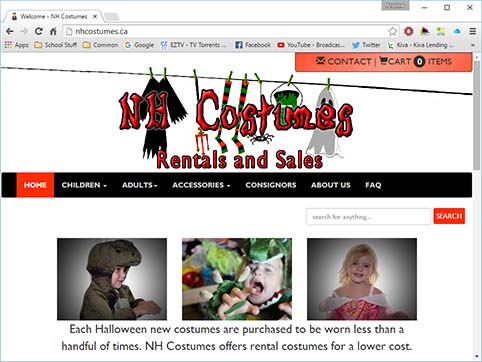 Andrew
Welcome - NH Costumes
nhcostumes.ca
Apps School Stuff Common Google EZTV - TV Torrents ... Facebook YouTube - Broadcas... Twitter Kiva - Kiva Lending ...
CONTACT | CART 0 ITEMS
NH Costumes
Rentals and Sales
HOME CHILDREN ADULTS ACCESSORIES CONSIGNORS ABOUT US FAQ
search for anything... SEARCH
Each Halloween new costumes are purchased to be worn less than a
handful of times. NH Costumes offers rental costumes for a lower cost.